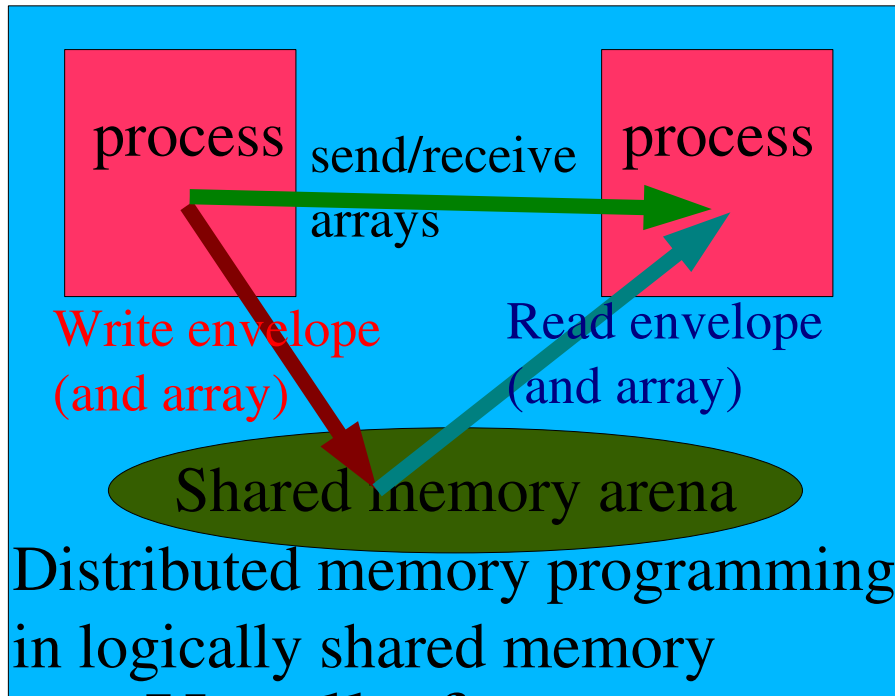 process
process
send/receive
arrays
Write envelope
(and array)
Read envelope
(and array)
Shared memory arena
Distributed memory programming
in logically shared memory